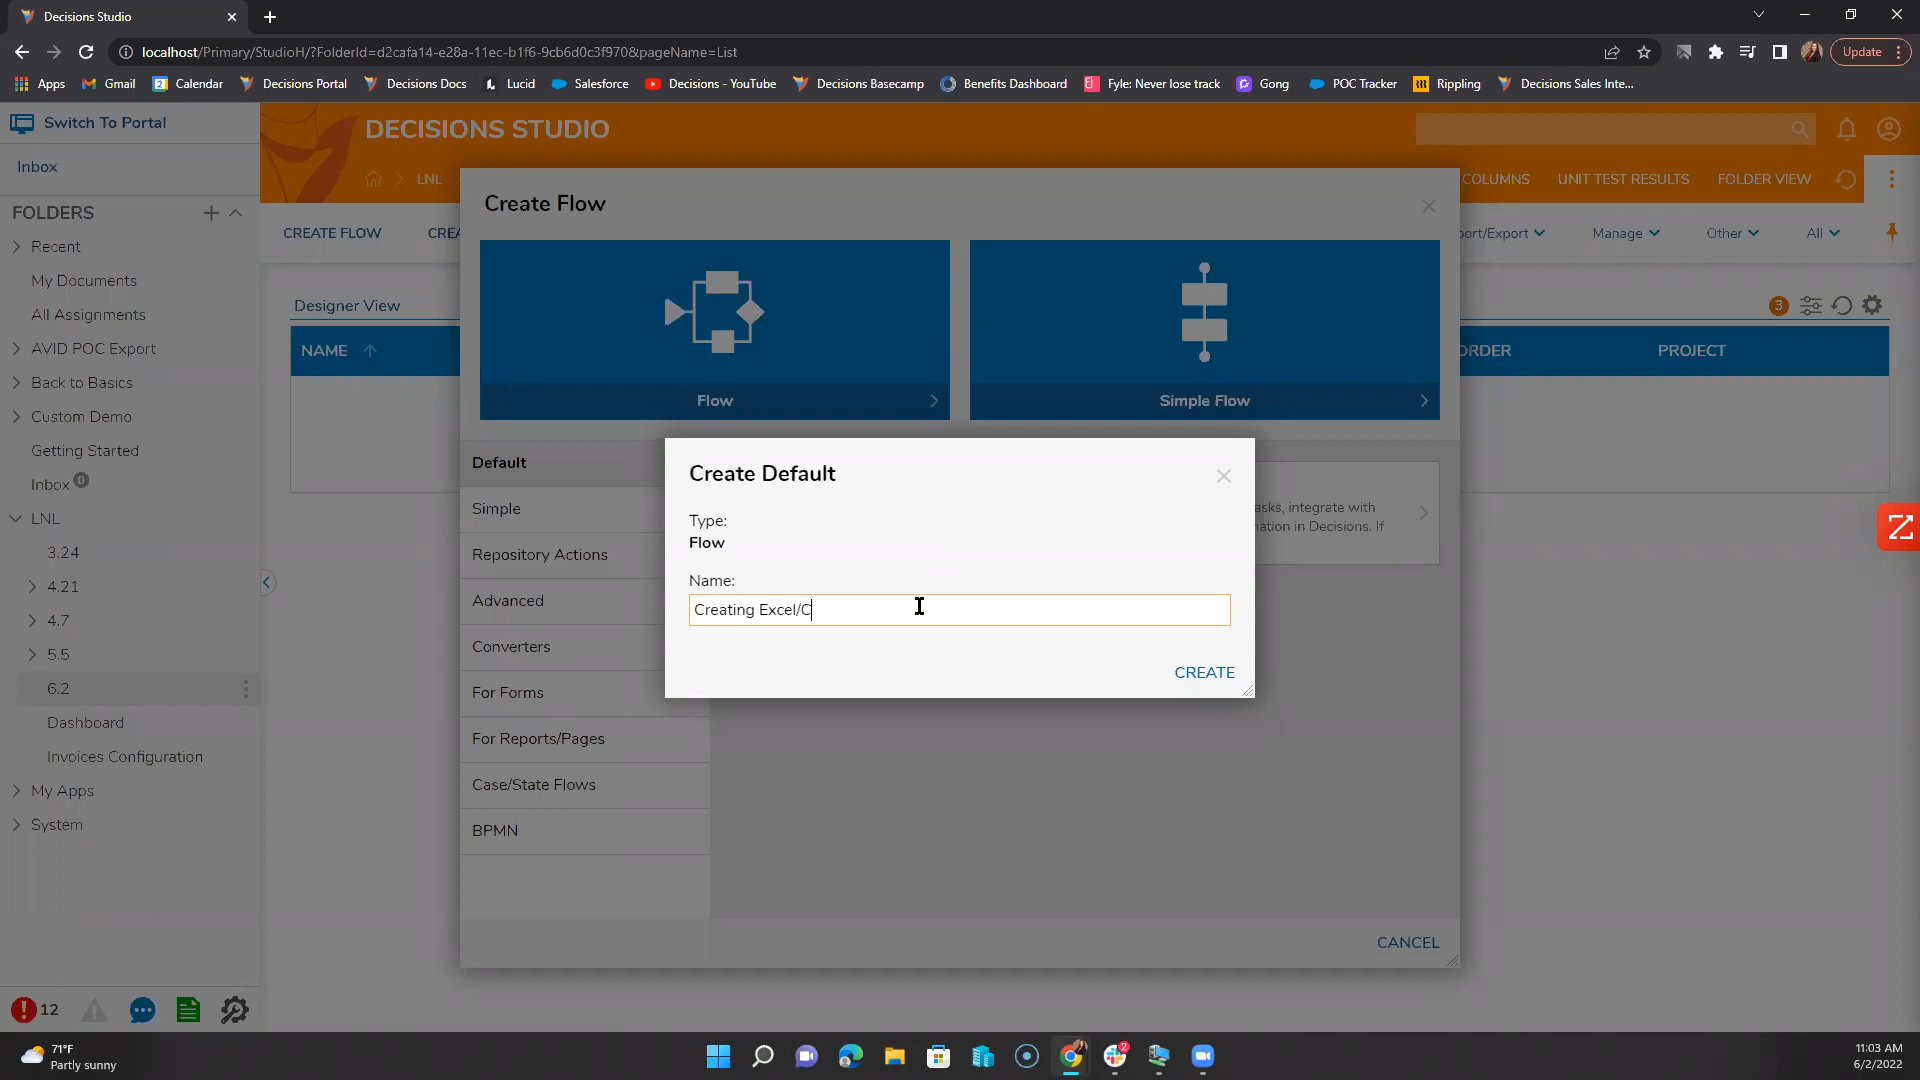 Decisions Studio
localhost/Primary/StudioH/?FolderId=d2cafa14-e28a-11ec-b1f6-9cb6d0c3f970&pageName=List
Update
Apps
Gmail
Calendar
Decisions Portal
Decisions Docs
Lucid
Salesforce
Decisions - YouTube
Decisions Basecamp
Benefits Dashboard
Fyle: Never lose track
Gong
POC Tracker
Rippling
Decisions Sales Inte...
Switch To Portal
Inbox
FOLDERS
Recent
My Documents
All Assignments
AVID POC Export
Back to Basics
Custom Demo
Getting Started
Inbox 0
LNL
3.24
4.21
4.7
5.5
6.2
Dashboard
Invoices Configuration
My Apps
System
12
DECISIONS STUDIO
LNL
COLUMNS
UNIT TEST RESULTS
FOLDER VIEW
CREATE FLOW
CREA
port/Export
Manage
Other
All
Designer View
3
NAME
ORDER
PROJECT
Create Flow
Flow
Simple Flow
Default
Simple
Repository Actions
Advanced
Converters
For Forms
For Reports/Pages
Case/State Flows
BPMN
asks, integrate with
nation in Decisions. If
CANCEL
Create Default
Type:
Flow
Name:
Creating Excel/C
CREATE
71°F
Partly sunny
2
11:03 AM
6/2/2022